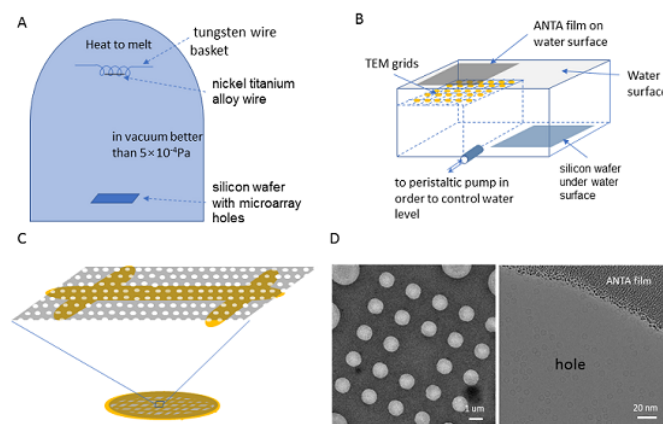 A
Heat to melt
tungsten wire
basket
nickel titanium
alloy wire
in vacuum better
than 5×10⁻⁴Pa
silicon wafer
with microarray
holes
B
ANTA film on
water surface
TEM grids
Water
surface
to peristaltic pump in
order to control water
level
silicon wafer
under water
surface
C
D
1 um
ANTA film
hole
20 nm